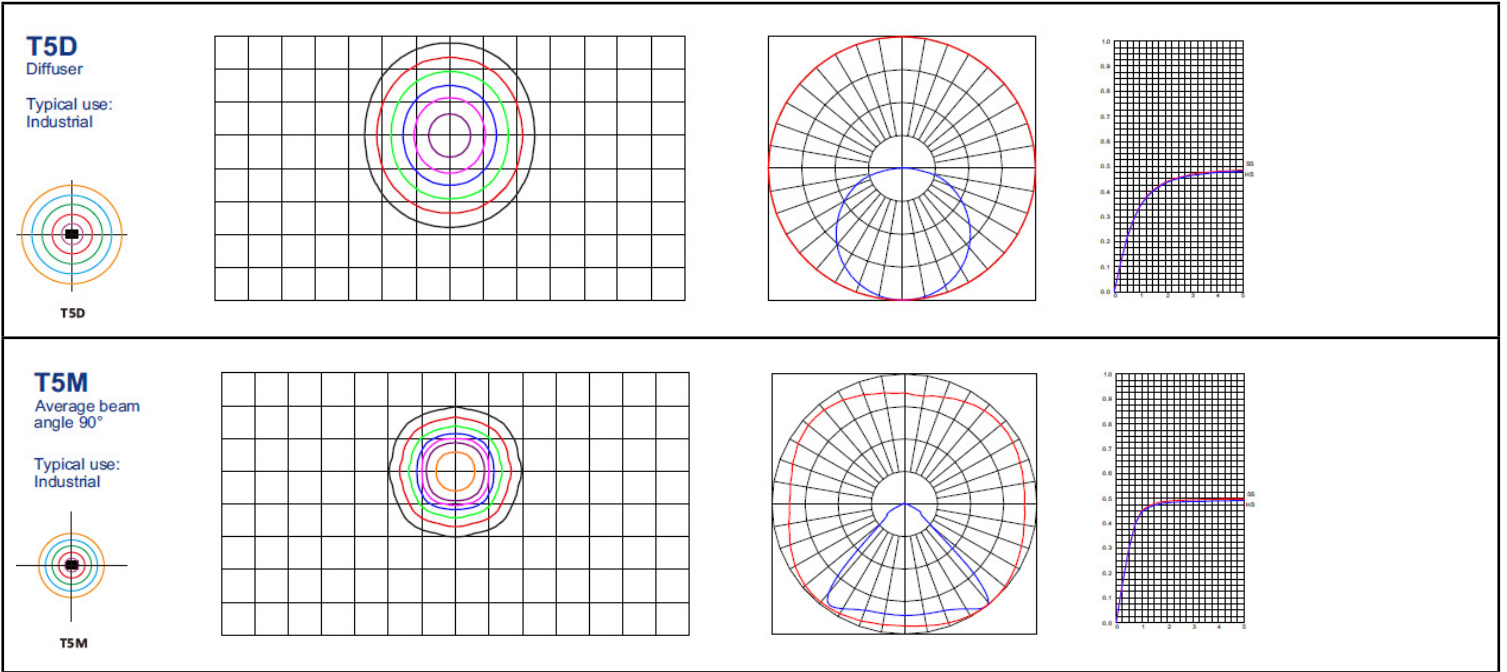 T5D
Diffuser
Typical use:
Industrial
T5D
1.0
0.9
0.8
0.7
0.6
0.5
0.4
0.3
0.2
0.1
0.0
SS
HS
0 1 2 3 4 5
T5M
Average beam
angle 90°
Typical use:
Industrial
T5M
1.0
0.9
0.8
0.7
0.6
0.5
0.4
0.3
0.2
0.1
0.0
SS
HS
0 1 2 3 4 5